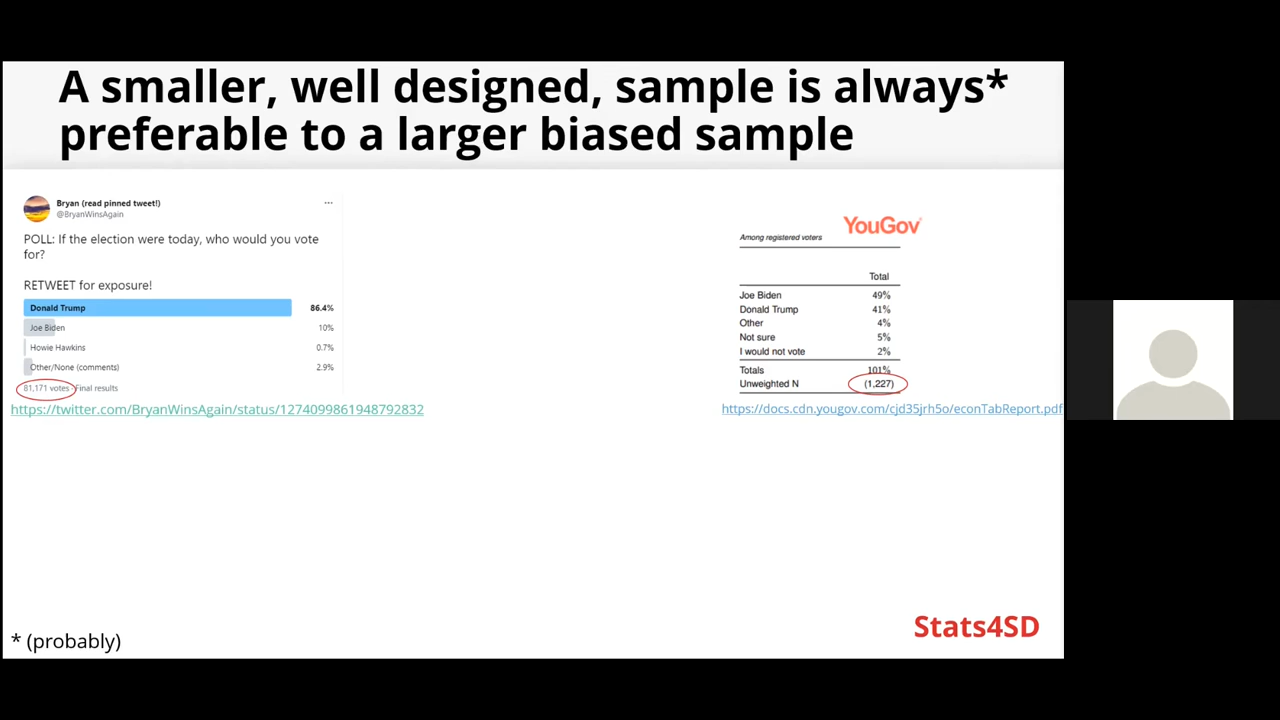 A smaller, well designed, sample is always*
preferable to a larger biased sample
Bryan (read pinned tweet!)
@BryanWinsAgain
POLL: If the election were today, who would you vote
for?
RETWEET for exposure!
Donald Trump 86.4%
Joe Biden 10%
Howie Hawkins 0.7%
Other/None (comments) 2.9%
81,171 votes · Final results
https://twitter.com/BryanWinsAgain/status/1274099861948792832
YouGov
Among registered voters
Total
Joe Biden 49%
Donald Trump 41%
Other 4%
Not sure 5%
I would not vote 2%
Totals 101%
Unweighted N (1,227)
https://docs.cdn.yougov.com/cjd35jrh5o/econTabReport.pdf
* (probably)
Stats4SD